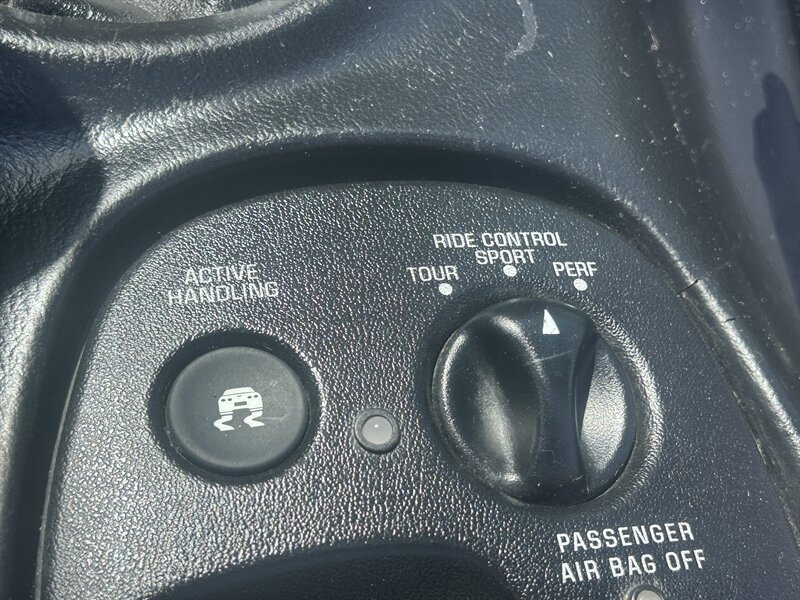 ACTIVE
HANDLING
RIDE CONTROL
TOUR SPORT PERF
PASSENGER
AIR BAG OFF